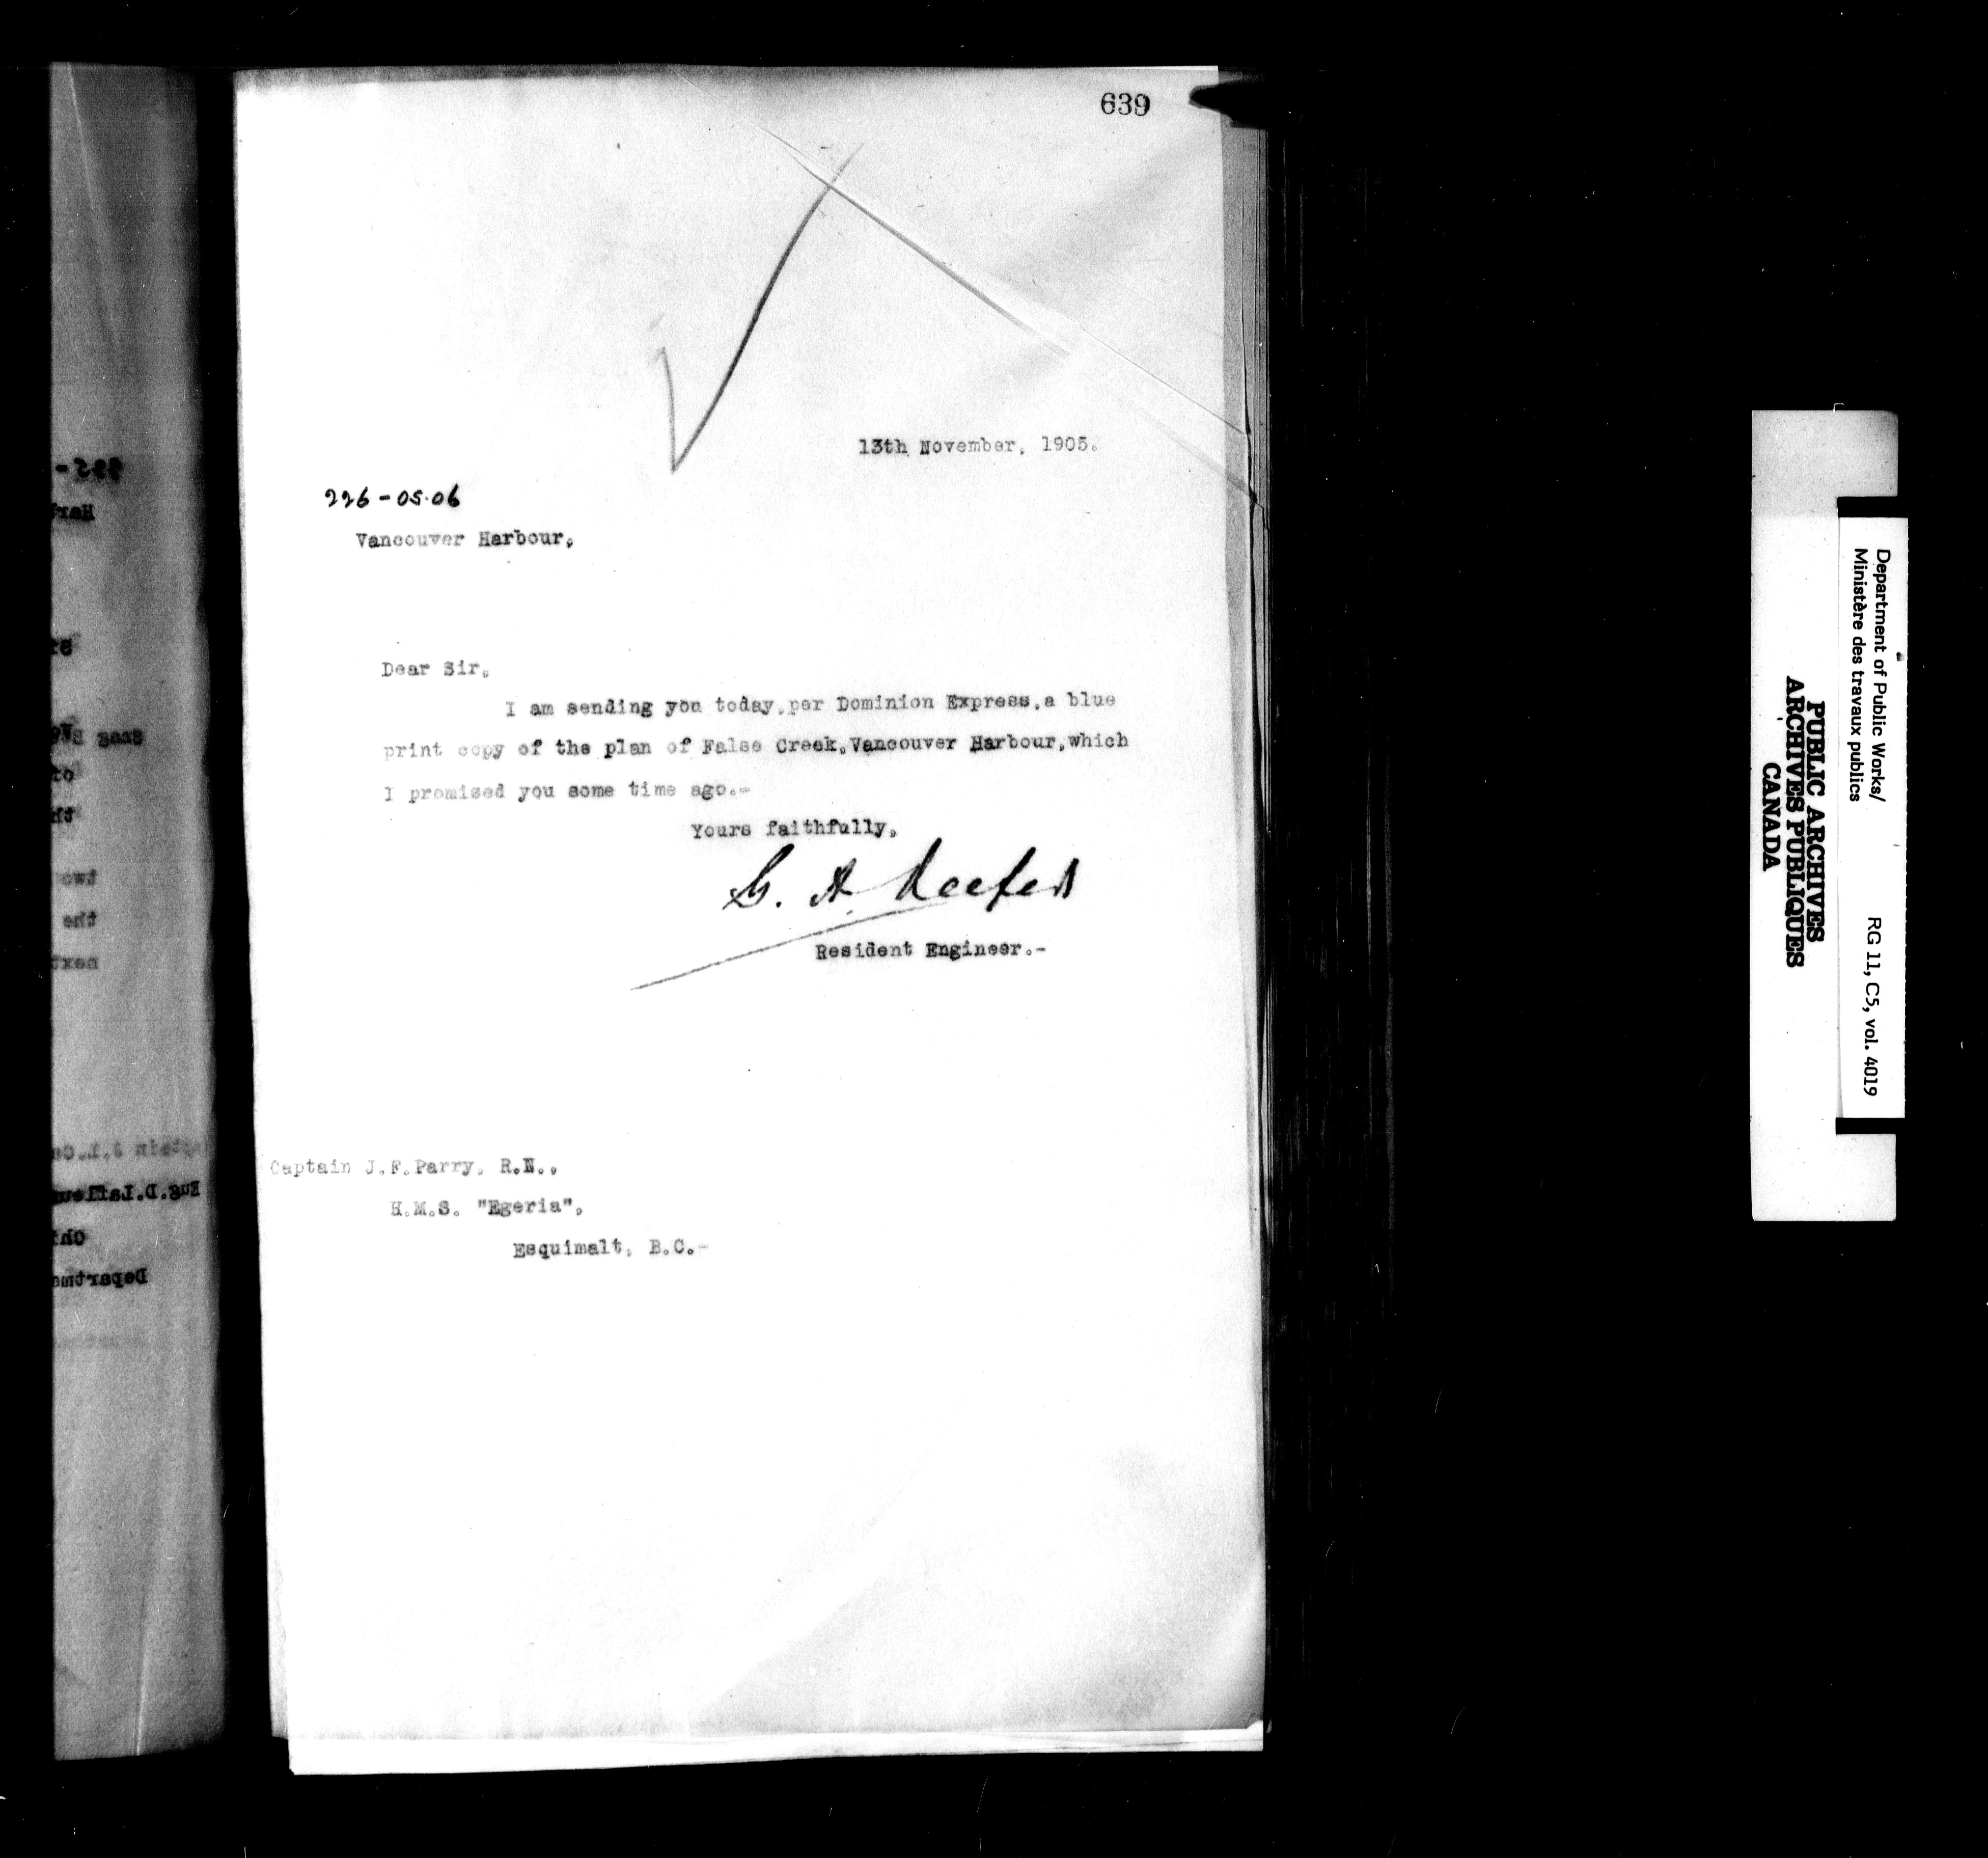 639
13th November, 1905.
226-05-06
Vancouver Harbour,
Dear Sir,
I am sending you today,per Dominion Express,a blue
print copy of the plan of False Creek,Vancouver Harbour,which
I promised you some time ago.-
Yours faithfully,
G. A Keefer
Resident Engineer.-
Captain J.F.Parry, R.N.,
H.M.S. "Egeria",
Esquimalt, B.C.-
Department of Public Works/
Ministère des travaux publics
RG 11, C5, vol. 4019
PUBLIC ARCHIVES
ARCHIVES PUBLIQUES
CANADA